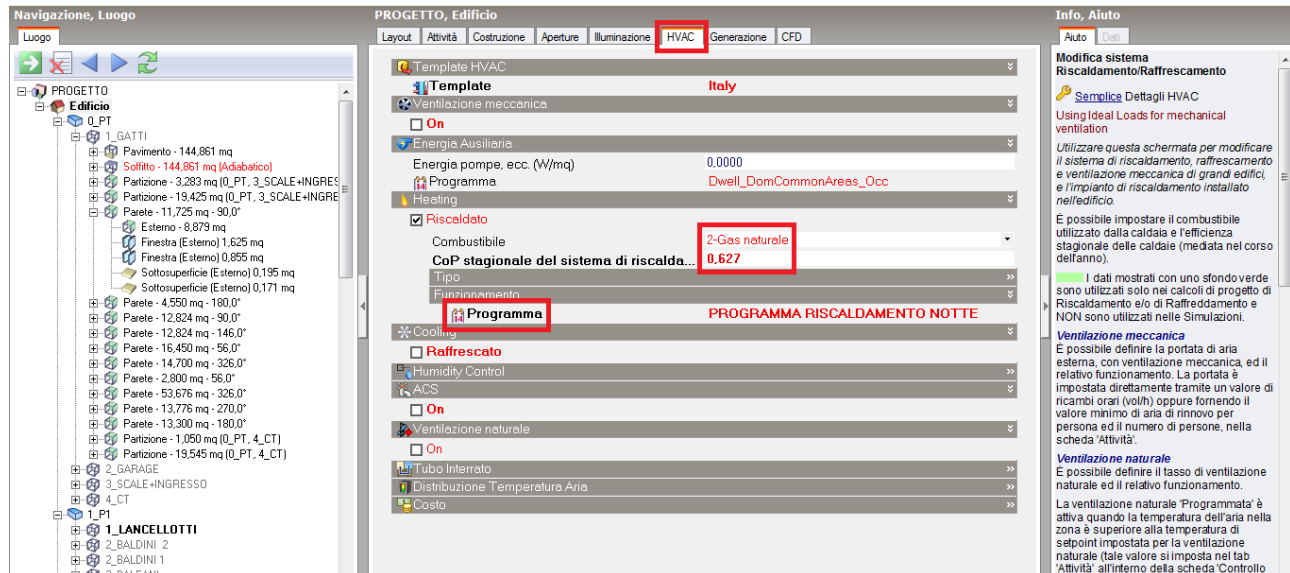 Navigazione, Luogo
Luogo
PROGETTO
Edificio
0_PT
1_GATTI
Pavimento - 144,861 mq
Soffitto - 144,861 mq (Adiabatico)
Partizione - 3,283 mq (0_PT, 3_SCALE+INGRES
Partizione - 19,425 mq (0_PT, 3_SCALE+INGRE
Parete - 11,725 mq - 90,0°
Esterno - 8,879 mq
Finestra (Esterno) 1,625 mq
Finestra (Esterno) 0,855 mq
Sottosuperficie (Esterno) 0,195 mq
Sottosuperficie (Esterno) 0,171 mq
Parete - 4,550 mq - 180,0°
Parete - 12,824 mq - 90,0°
Parete - 12,824 mq - 146,0°
Parete - 16,450 mq - 56,0°
Parete - 14,700 mq - 326,0°
Parete - 2,800 mq - 56,0°
Parete - 53,676 mq - 326,0°
Parete - 13,776 mq - 270,0°
Parete - 13,300 mq - 180,0°
Partizione - 1,050 mq (0_PT, 4_CT)
Partizione - 19,545 mq (0_PT, 4_CT)
2_GARAGE
3_SCALE+INGRESSO
4_CT
1_P1
1_LANCELLOTTI
2_BALDINI 2
2_BALDINI 1
PROGETTO, Edificio
Layout Attività Costruzione Aperture Illuminazione HVAC Generazione CFD
Template HVAC
Template Italy
Ventilazione meccanica
On
Energia Ausiliaria
Energia pompe, ecc. (W/mq) 0,0000
Programma Dwell_DomCommonAreas_Occ
Heating
Riscaldato
Combustibile 2-Gas naturale
CoP stagionale del sistema di riscalda... 0,627
Tipo
Funzionamento
Programma PROGRAMMA RISCALDAMENTO NOTTE
Cooling
Raffrescato
Humidity Control
ACS
On
Ventilazione naturale
On
Tubo Interrato
Distribuzione Temperatura Aria
Costo
Info, Aiuto
Aiuto Dati
Modifica sistema
Riscaldamento/Raffrescamento
Semplice Dettagli HVAC
Using Ideal Loads for mechanical
ventilation
Utilizzare questa schermata per modificare
il sistema di riscaldamento, raffrescamento
e ventilazione meccanica di grandi edifici,
e l'impianto di riscaldamento installato
nell'edificio.
È possibile impostare il combustibile
utilizzato dalla caldaia e l'efficienza
stagionale delle caldaie (mediata nel corso
dell'anno).
I dati mostrati con uno sfondo verde
sono utilizzati solo nei calcoli di progetto di
Riscaldamento e/o di Raffreddamento e
NON sono utilizzati nelle Simulazioni.
Ventilazione meccanica
È possibile definire la portata di aria
esterna, con ventilazione meccanica, ed il
relativo funzionamento. La portata è
impostata direttamente tramite un valore di
ricambi orari (vol/h) oppure fornendo il
valore minimo di aria di rinnovo per
persona ed il numero di persone, nella
scheda 'Attività'.
Ventilazione naturale
È possibile definire il tasso di ventilazione
naturale ed il relativo funzionamento.
La ventilazione naturale 'Programmata' è
attiva quando la temperatura dell'aria nella
zona è superiore alla temperatura di
setpoint impostata per la ventilazione
naturale (tale valore si imposta nel tab
'Attività' all'interno della scheda 'Controllo